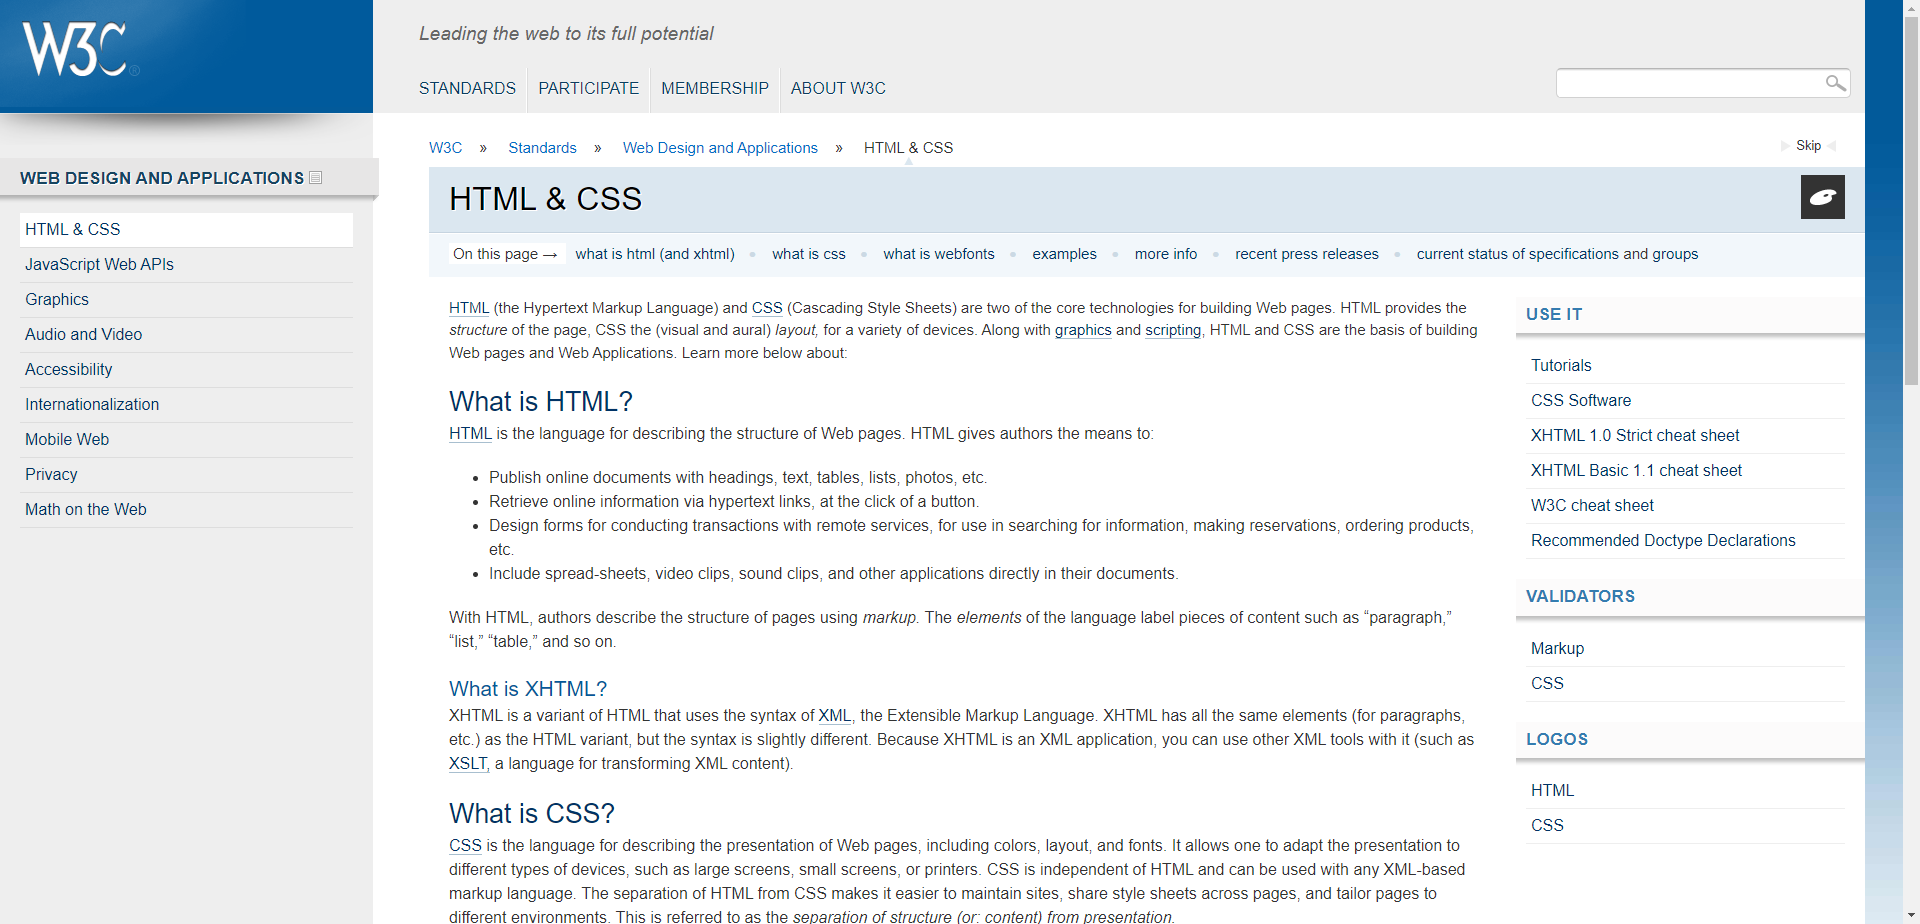 W3C®
Leading the web to its full potential
STANDARDS PARTICIPATE MEMBERSHIP ABOUT W3C
W3C » Standards » Web Design and Applications » HTML & CSS
Skip
WEB DESIGN AND APPLICATIONS
HTML & CSS
JavaScript Web APIs
Graphics
Audio and Video
Accessibility
Internationalization
Mobile Web
Privacy
Math on the Web
HTML & CSS
On this page → what is html (and xhtml) • what is css • what is webfonts • examples • more info • recent press releases • current status of specifications and groups
HTML (the Hypertext Markup Language) and CSS (Cascading Style Sheets) are two of the core technologies for building Web pages. HTML provides the
structure of the page, CSS the (visual and aural) layout, for a variety of devices. Along with graphics and scripting, HTML and CSS are the basis of building
Web pages and Web Applications. Learn more below about:
What is HTML?
HTML is the language for describing the structure of Web pages. HTML gives authors the means to:
• Publish online documents with headings, text, tables, lists, photos, etc.
• Retrieve online information via hypertext links, at the click of a button.
• Design forms for conducting transactions with remote services, for use in searching for information, making reservations, ordering products,
etc.
• Include spread-sheets, video clips, sound clips, and other applications directly in their documents.
With HTML, authors describe the structure of pages using markup. The elements of the language label pieces of content such as “paragraph,”
“list,” “table,” and so on.
What is XHTML?
XHTML is a variant of HTML that uses the syntax of XML, the Extensible Markup Language. XHTML has all the same elements (for paragraphs,
etc.) as the HTML variant, but the syntax is slightly different. Because XHTML is an XML application, you can use other XML tools with it (such as
XSLT, a language for transforming XML content).
What is CSS?
CSS is the language for describing the presentation of Web pages, including colors, layout, and fonts. It allows one to adapt the presentation to
different types of devices, such as large screens, small screens, or printers. CSS is independent of HTML and can be used with any XML-based
markup language. The separation of HTML from CSS makes it easier to maintain sites, share style sheets across pages, and tailor pages to
different environments. This is referred to as the separation of structure (or: content) from presentation.
USE IT
Tutorials
CSS Software
XHTML 1.0 Strict cheat sheet
XHTML Basic 1.1 cheat sheet
W3C cheat sheet
Recommended Doctype Declarations
VALIDATORS
Markup
CSS
LOGOS
HTML
CSS